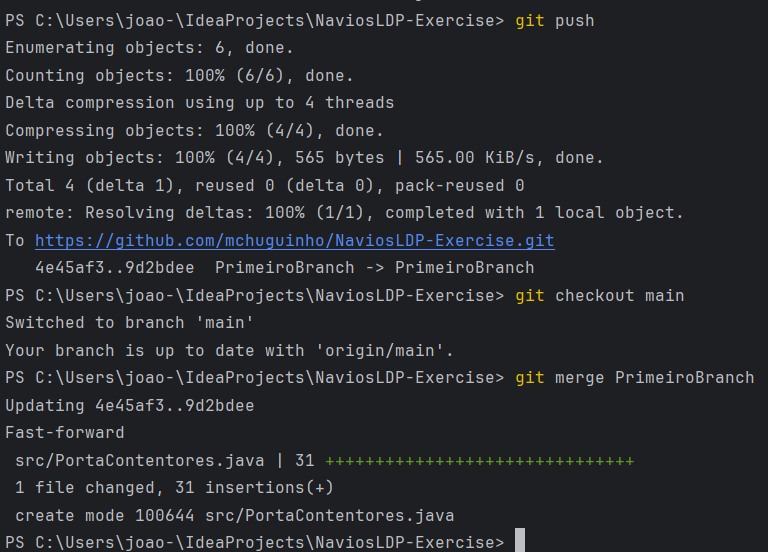 PS C:\Users\joao-\IdeaProjects\NaviosLDP-Exercise> git push
Enumerating objects: 6, done.
Counting objects: 100% (6/6), done.
Delta compression using up to 4 threads
Compressing objects: 100% (4/4), done.
Writing objects: 100% (4/4), 565 bytes | 565.00 KiB/s, done.
Total 4 (delta 1), reused 0 (delta 0), pack-reused 0
remote: Resolving deltas: 100% (1/1), completed with 1 local object.
To https://github.com/mchuguinho/NaviosLDP-Exercise.git
   4e45af3..9d2bdee  PrimeiroBranch -> PrimeiroBranch
PS C:\Users\joao-\IdeaProjects\NaviosLDP-Exercise> git checkout main
Switched to branch 'main'
Your branch is up to date with 'origin/main'.
PS C:\Users\joao-\IdeaProjects\NaviosLDP-Exercise> git merge PrimeiroBranch
Updating 4e45af3..9d2bdee
Fast-forward
 src/PortaContentores.java | 31 +++++++++++++++++++++++++++++++
 1 file changed, 31 insertions(+)
 create mode 100644 src/PortaContentores.java
PS C:\Users\joao-\IdeaProjects\NaviosLDP-Exercise>